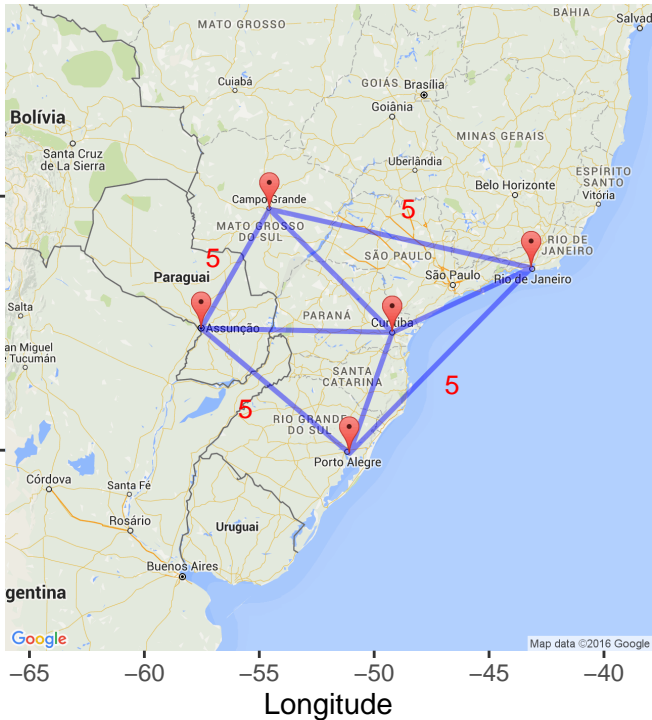 BAHIA
MATO GROSSO
Salvad
Cuiabá
GOIÁS
Brasília
Goiânia
Bolívia
MINAS GERAIS
Santa Cruz
de La Sierra
Uberlândia
ESPÍRITO
SANTO
Belo Horizonte
Vitória
Campo Grande
5
MATO GROSSO
DO SUL
RIO DE
JANEIRO
5
SÃO PAULO
Paraguai
São Paulo
Rio de Janeiro
Salta
PARANÁ
Curitiba
Assunção
an Miguel
e Tucumán
SANTA
CATARINA
5
5
RIO GRANDE
DO SUL
Porto Alegre
Córdova
Santa Fé
Rosário
Uruguai
Buenos Aires
gentina
Google
Map data ©2016 Google
−65
−60
−55
−50
−45
−40
Longitude